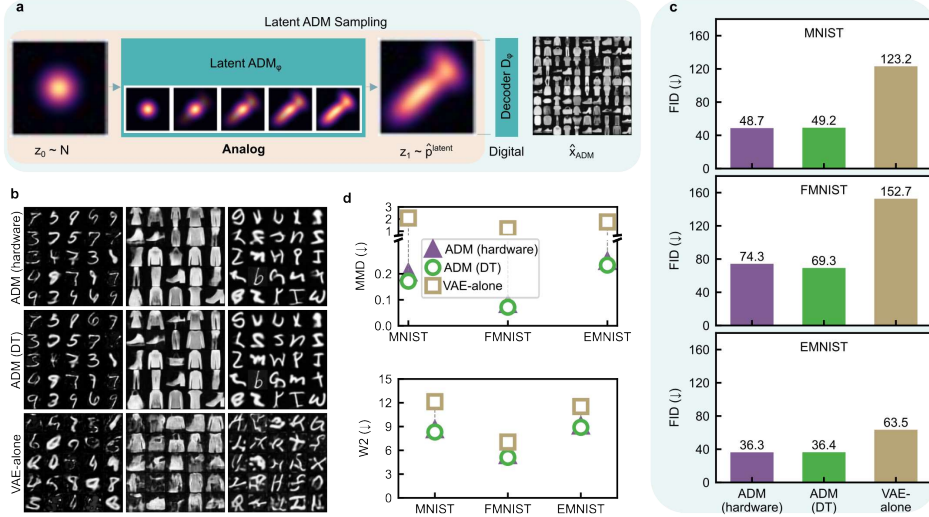 a
Latent ADM Sampling
Latent ADMφ
Analog
Decoder Dφ
Digital
z0 ~ N
z1 ~ p̂latent
x̂ADM
b
ADM (hardware)
ADM (DT)
VAE-alone
c
MNIST
FID (↓)
160
120
80
40
0
48.7
49.2
123.2
FMNIST
FID (↓)
160
120
80
40
0
74.3
69.3
152.7
EMNIST
FID (↓)
160
120
80
40
0
36.3
36.4
63.5
ADM (hardware)
ADM (DT)
VAE-alone
d
MMD (↓)
3
2
1
0.2
0.1
0.0
ADM (hardware)
ADM (DT)
VAE-alone
MNIST
FMNIST
EMNIST
W2 (↓)
15
12
9
6
3
0
MNIST
FMNIST
EMNIST